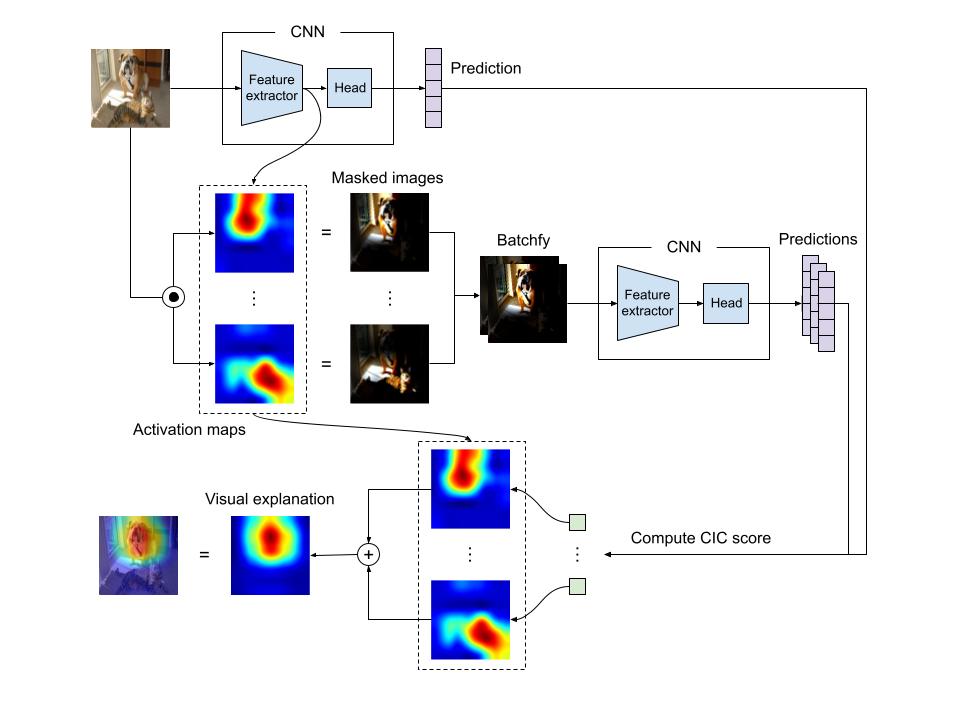 CNN
Feature
extractor
Head
Prediction
Masked images
=
⋮
⋮
=
Batchfy
CNN
Feature
extractor
Head
Predictions
Activation maps
Visual explanation
=
+
⋮
⋮
Compute CIC score